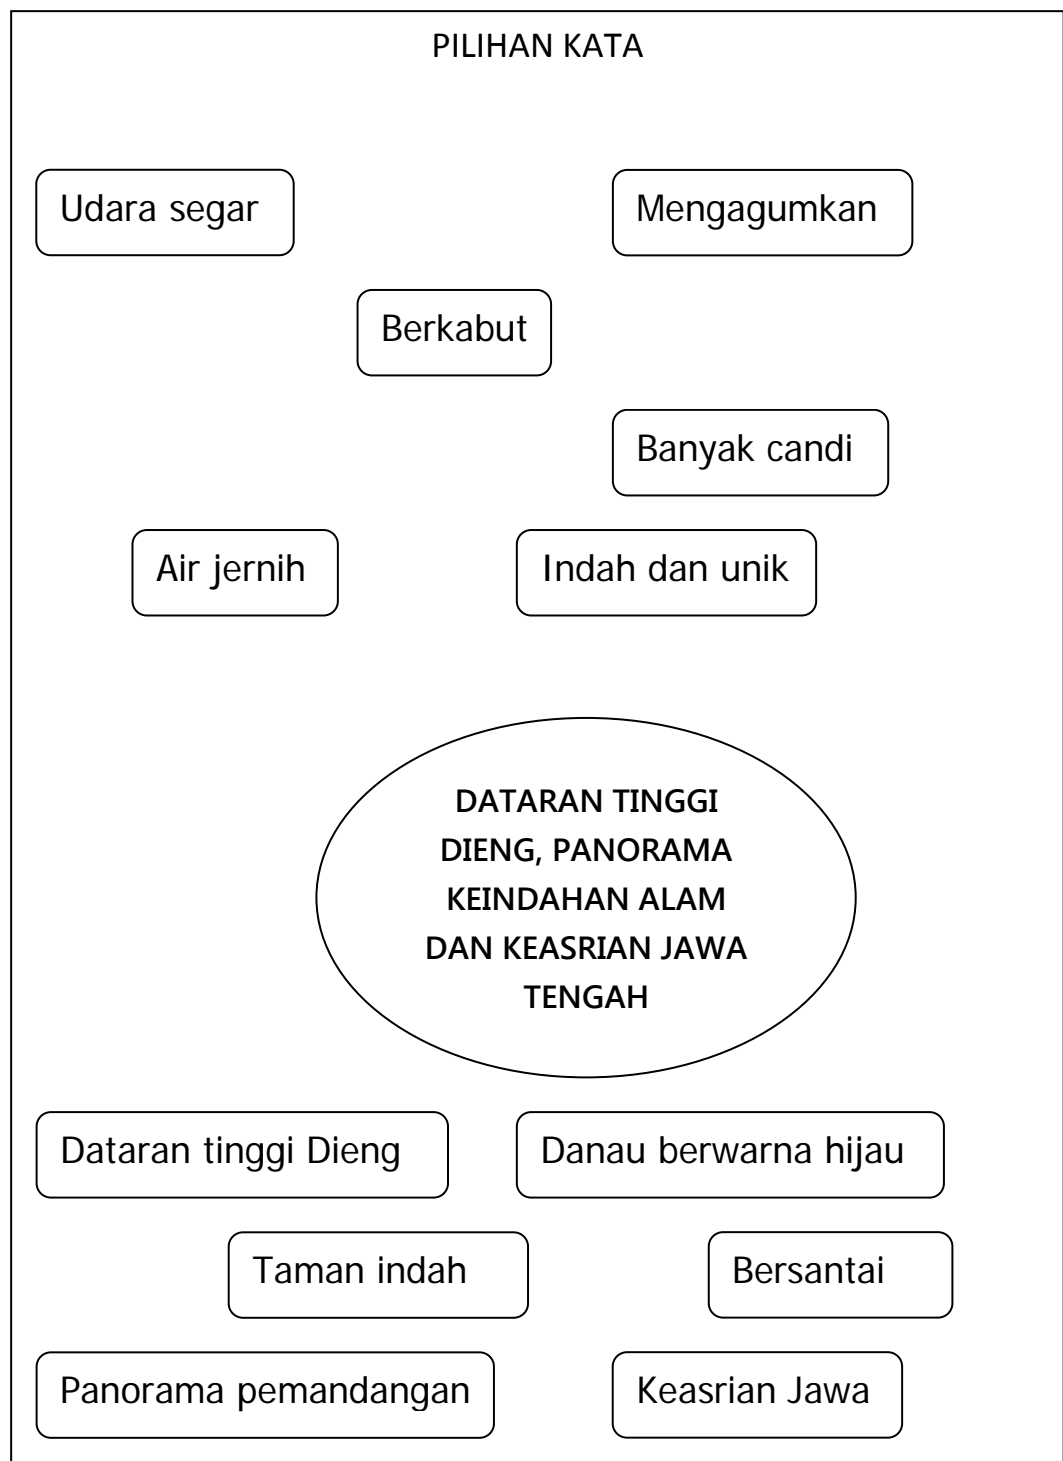 PILIHAN KATA
Udara segar
Mengagumkan
Berkabut
Banyak candi
Air jernih
Indah dan unik
DATARAN TINGGI
DIENG, PANORAMA
KEINDAHAN ALAM
DAN KEASRIAN JAWA
TENGAH
Dataran tinggi Dieng
Danau berwarna hijau
Taman indah
Bersantai
Panorama pemandangan
Keasrian Jawa